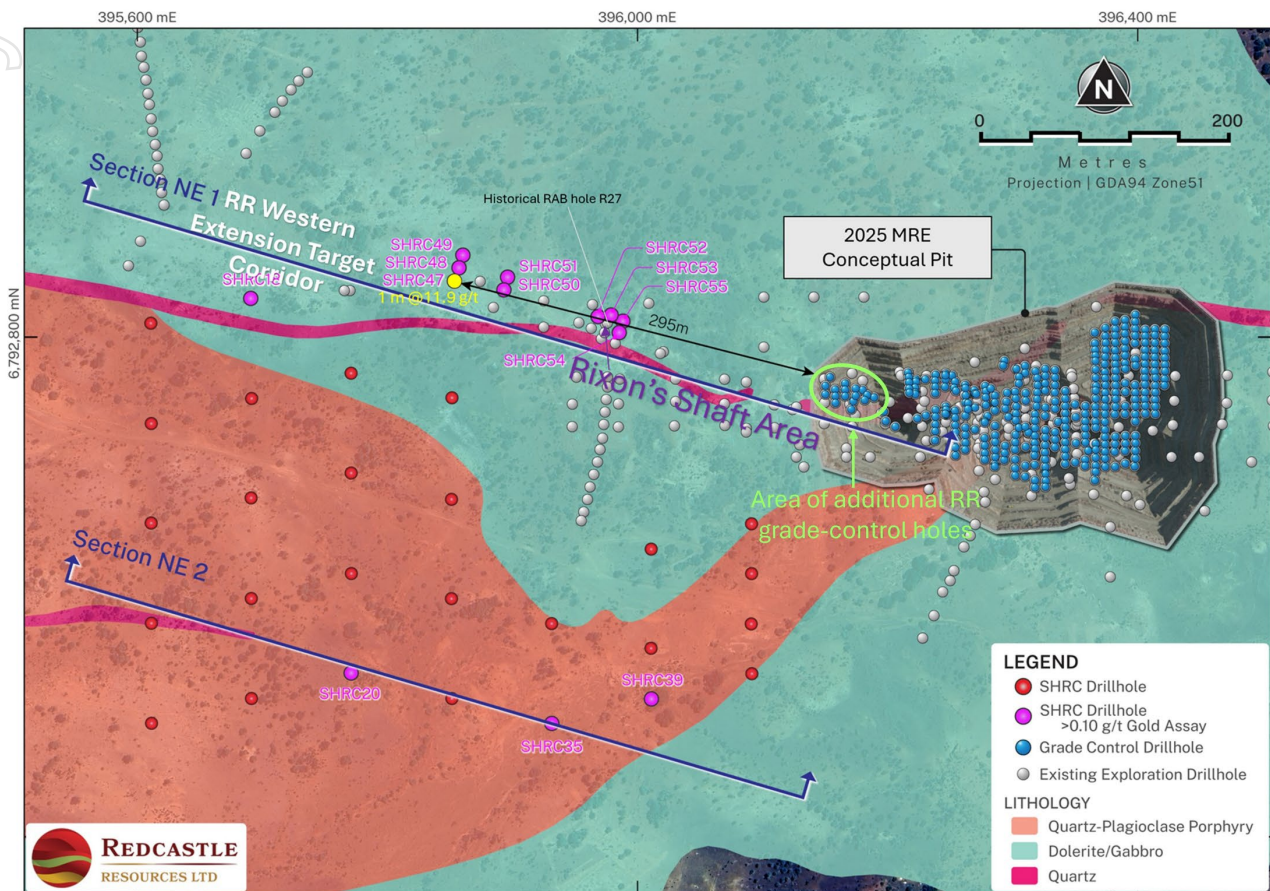 395,600 mE
396,000 mE
396,400 mE
N
0
200
Metres
Projection | GDA94 Zone51
Section NE 1
RR Western
Extension Target
Corridor
Historical RAB hole R27
2025 MRE
Conceptual Pit
SHRC49
SHRC48
SHRC47
1 m @11.9 g/t
SHRC51
SHRC50
SHRC52
SHRC53
SHRC55
SHRC18
295m
6,792,800 mN
SHRC54
Rixon's Shaft Area
Area of additional RR
grade-control holes
Section NE 2
SHRC20
SHRC39
SHRC35
LEGEND
SHRC Drillhole
SHRC Drillhole
>0.10 g/t Gold Assay
Grade Control Drillhole
Existing Exploration Drillhole
LITHOLOGY
Quartz-Plagioclase Porphyry
Dolerite/Gabbro
Quartz
REDCASTLE
RESOURCES LTD